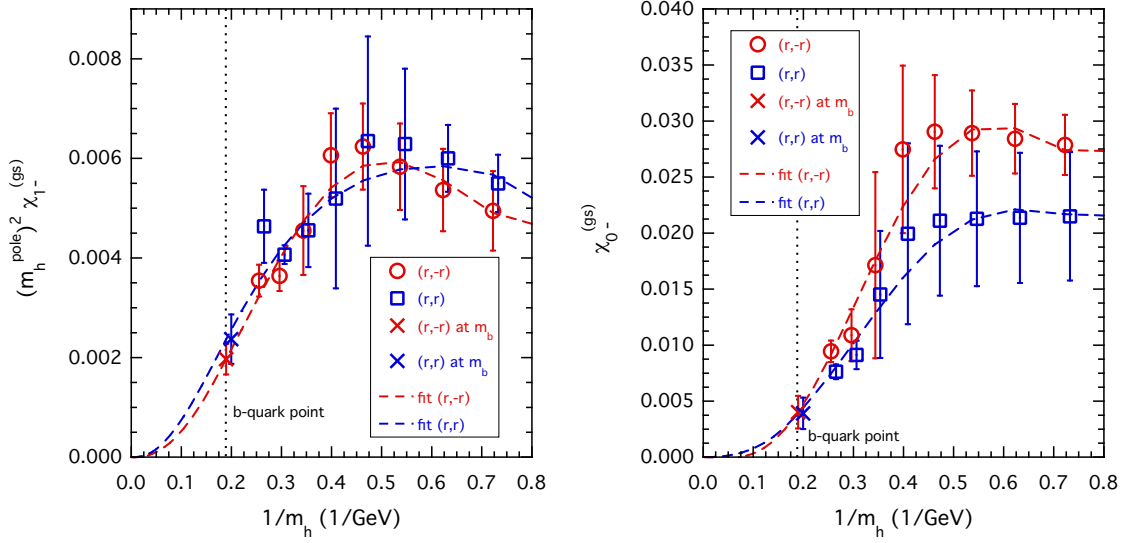 (m_h^pole)^2 χ_1-^(gs)
0.008
0.006
0.004
0.002
0.000
(r,-r)
(r,r)
(r,-r) at m_b
(r,r) at m_b
fit (r,-r)
fit (r,r)
b-quark point
0.0 0.1 0.2 0.3 0.4 0.5 0.6 0.7 0.8
1/m_h (1/GeV)
χ_0-^(gs)
0.040
0.035
0.030
0.025
0.020
0.015
0.010
0.005
0.000
(r,-r)
(r,r)
(r,-r) at m_b
(r,r) at m_b
fit (r,-r)
fit (r,r)
b-quark point
0.0 0.1 0.2 0.3 0.4 0.5 0.6 0.7 0.8
1/m_h (1/GeV)